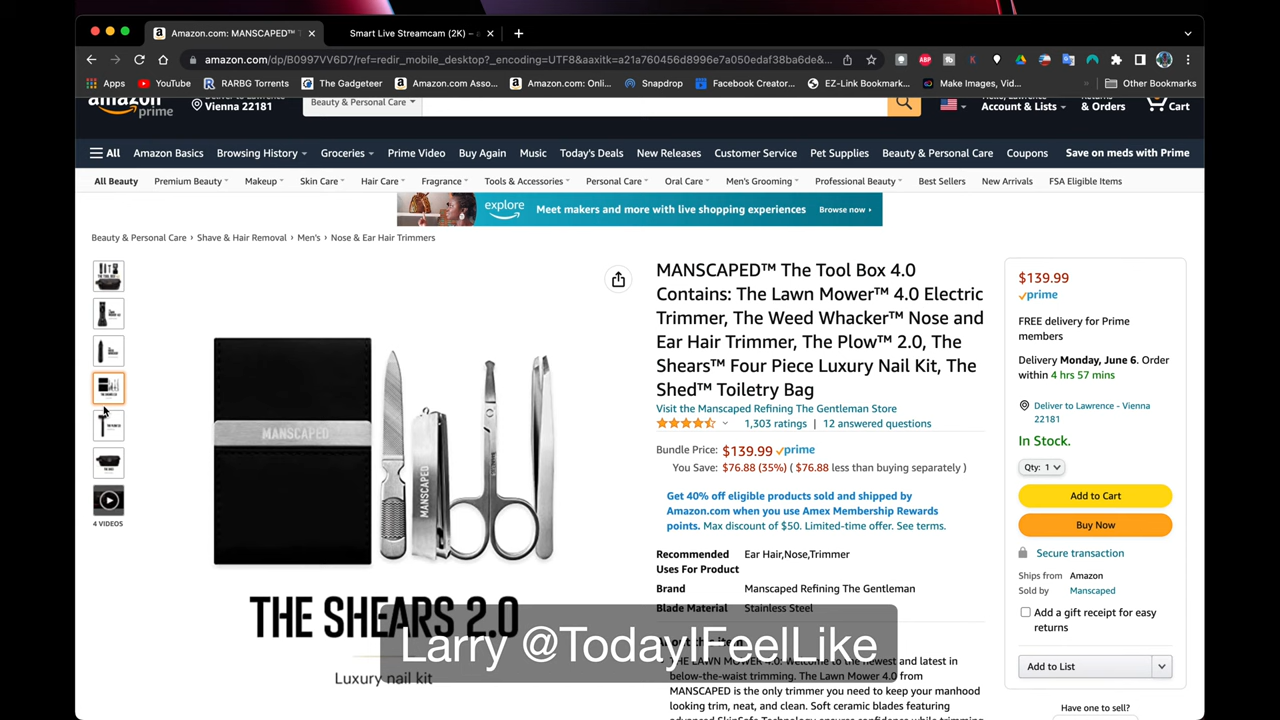 Amazon.com: MANSCAPED™ T
Smart Live Streamcam (2K) – a
amazon.com/dp/B0997VV6D7/ref=redir_mobile_desktop?_encoding=UTF8&aaxitk=a21a760456d8996e7a050edaf38ba6de&...
Apps YouTube RARBG Torrents The Gadgeteer Amazon.com Asso... Amazon.com: Onli... Snapdrop Facebook Creator... EZ-Link Bookmark... Make Images, Vid... Other Bookmarks
amazon prime
Vienna 22181
Beauty & Personal Care
Account & Lists
& Orders
Cart
All Amazon Basics Browsing History Groceries Prime Video Buy Again Music Today's Deals New Releases Customer Service Pet Supplies Beauty & Personal Care Coupons Save on meds with Prime
All Beauty Premium Beauty Makeup Skin Care Hair Care Fragrance Tools & Accessories Personal Care Oral Care Men's Grooming Professional Beauty Best Sellers New Arrivals FSA Eligible Items
explore Meet makers and more with live shopping experiences Browse now ›
Beauty & Personal Care › Shave & Hair Removal › Men's › Nose & Ear Hair Trimmers
4 VIDEOS
MANSCAPED
MANSCAPED
THE SHEARS 2.0
Luxury nail kit
MANSCAPED™ The Tool Box 4.0
Contains: The Lawn Mower™ 4.0 Electric
Trimmer, The Weed Whacker™ Nose and
Ear Hair Trimmer, The Plow™ 2.0, The
Shears™ Four Piece Luxury Nail Kit, The
Shed™ Toiletry Bag
Visit the Manscaped Refining The Gentleman Store
1,303 ratings | 12 answered questions
Bundle Price: $139.99 prime
You Save: $76.88 (35%) ( $76.88 less than buying separately )
Get 40% off eligible products sold and shipped by
Amazon.com when you use Amex Membership Rewards
points. Max discount of $50. Limited-time offer. See terms.
Recommended Ear Hair,Nose,Trimmer
Uses For Product
Brand Manscaped Refining The Gentleman
Blade Material Stainless Steel
About this item
THE LAWN MOWER 4.0: Welcome to the newest and latest in
below-the-waist trimming. The Lawn Mower 4.0 from
MANSCAPED is the only trimmer you need to keep your manhood
looking trim, neat, and clean. Soft ceramic blades featuring
advanced SkinSafe Technology ensures confidence while trimming
$139.99
prime
FREE delivery for Prime
members
Delivery Monday, June 6. Order
within 4 hrs 57 mins
Deliver to Lawrence - Vienna
22181
In Stock.
Qty: 1
Add to Cart
Buy Now
Secure transaction
Ships from Amazon
Sold by Manscaped
Add a gift receipt for easy
returns
Add to List
Have one to sell?
Larry @TodayIFeelLike